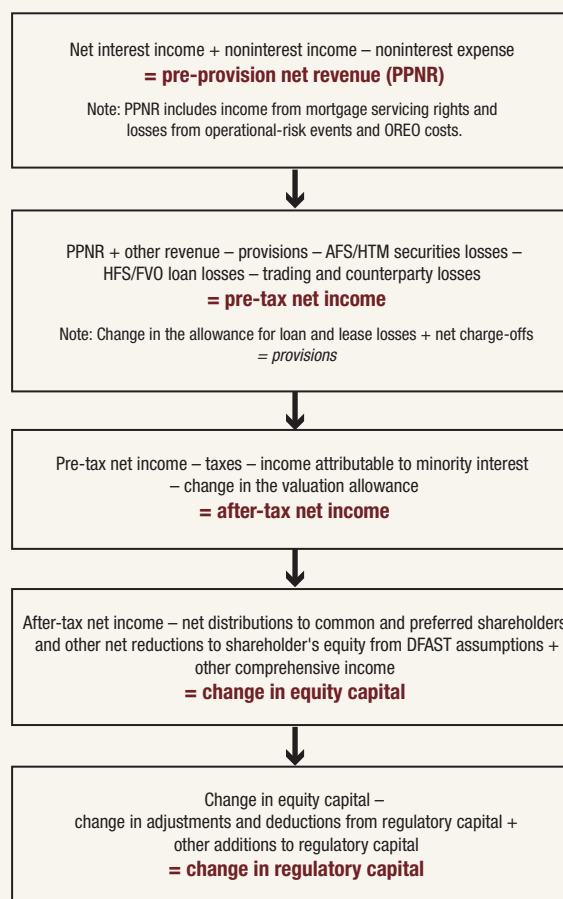 Net interest income + noninterest income – noninterest expense
= pre-provision net revenue (PPNR)
Note: PPNR includes income from mortgage servicing rights and
losses from operational-risk events and OREO costs.
PPNR + other revenue – provisions – AFS/HTM securities losses –
HFS/FVO loan losses – trading and counterparty losses
= pre-tax net income
Note: Change in the allowance for loan and lease losses + net charge-offs
= provisions
Pre-tax net income – taxes – income attributable to minority interest
– change in the valuation allowance
= after-tax net income
After-tax net income – net distributions to common and preferred shareholders
and other net reductions to shareholder's equity from DFAST assumptions +
other comprehensive income
= change in equity capital
Change in equity capital –
change in adjustments and deductions from regulatory capital +
other additions to regulatory capital
= change in regulatory capital